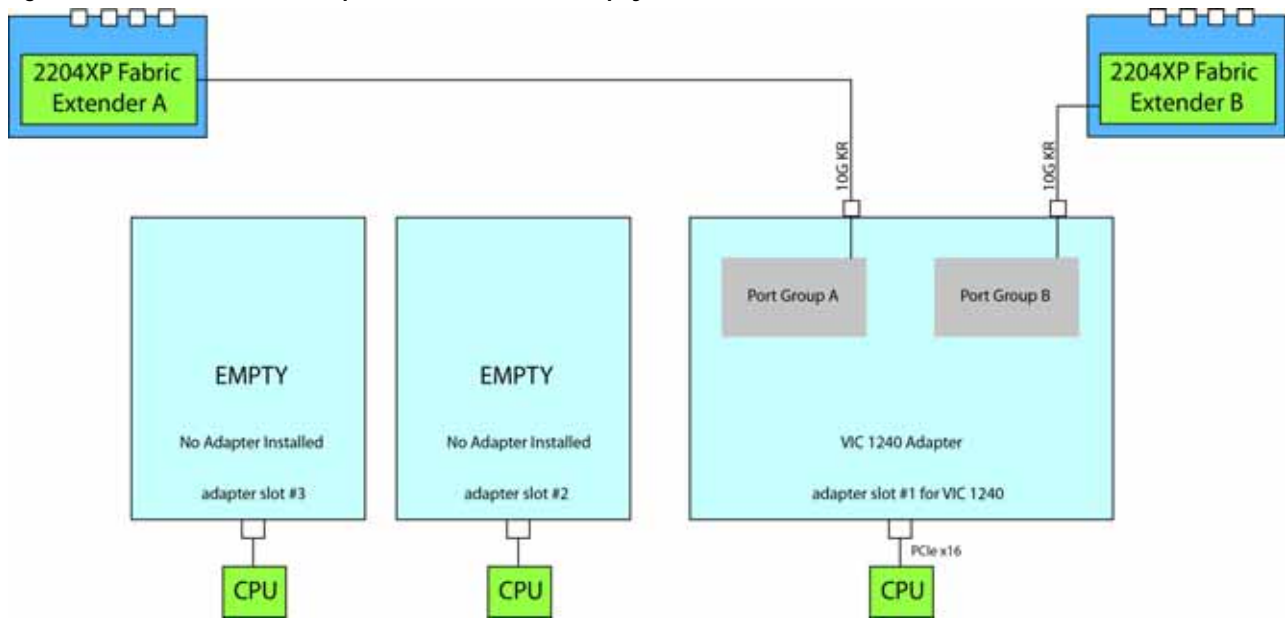 2204XP Fabric
Extender A
2204XP Fabric
Extender B
10G KR
10G KR
Port Group A
Port Group B
EMPTY
No Adapter Installed
adapter slot #3
EMPTY
No Adapter Installed
adapter slot #2
VIC 1240 Adapter
adapter slot #1 for VIC 1240
PCIe x16
CPU
CPU
CPU